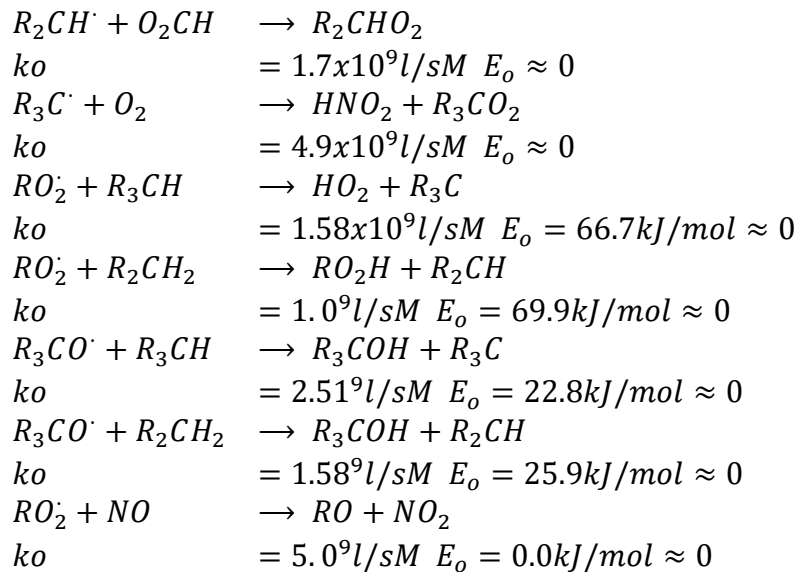 R₂CH˙ + O₂CH → R₂CHO₂
ko = 1.7x10⁹l/sM E₀ ≈ 0
R₃C˙ + O₂ → HNO₂ + R₃CO₂
ko = 4.9x10⁹l/sM E₀ ≈ 0
RO₂˙ + R₃CH → HO₂ + R₃C
ko = 1.58x10⁹l/sM E₀ = 66.7kJ/mol ≈ 0
RO₂˙ + R₂CH₂ → RO₂H + R₂CH
ko = 1.0⁹l/sM E₀ = 69.9kJ/mol ≈ 0
R₃CO˙ + R₃CH → R₃COH + R₃C
ko = 2.51⁹l/sM E₀ = 22.8kJ/mol ≈ 0
R₃CO˙ + R₂CH₂ → R₃COH + R₂CH
ko = 1.58⁹l/sM E₀ = 25.9kJ/mol ≈ 0
RO₂˙ + NO → RO + NO₂
ko = 5.0⁹l/sM E₀ = 0.0kJ/mol ≈ 0